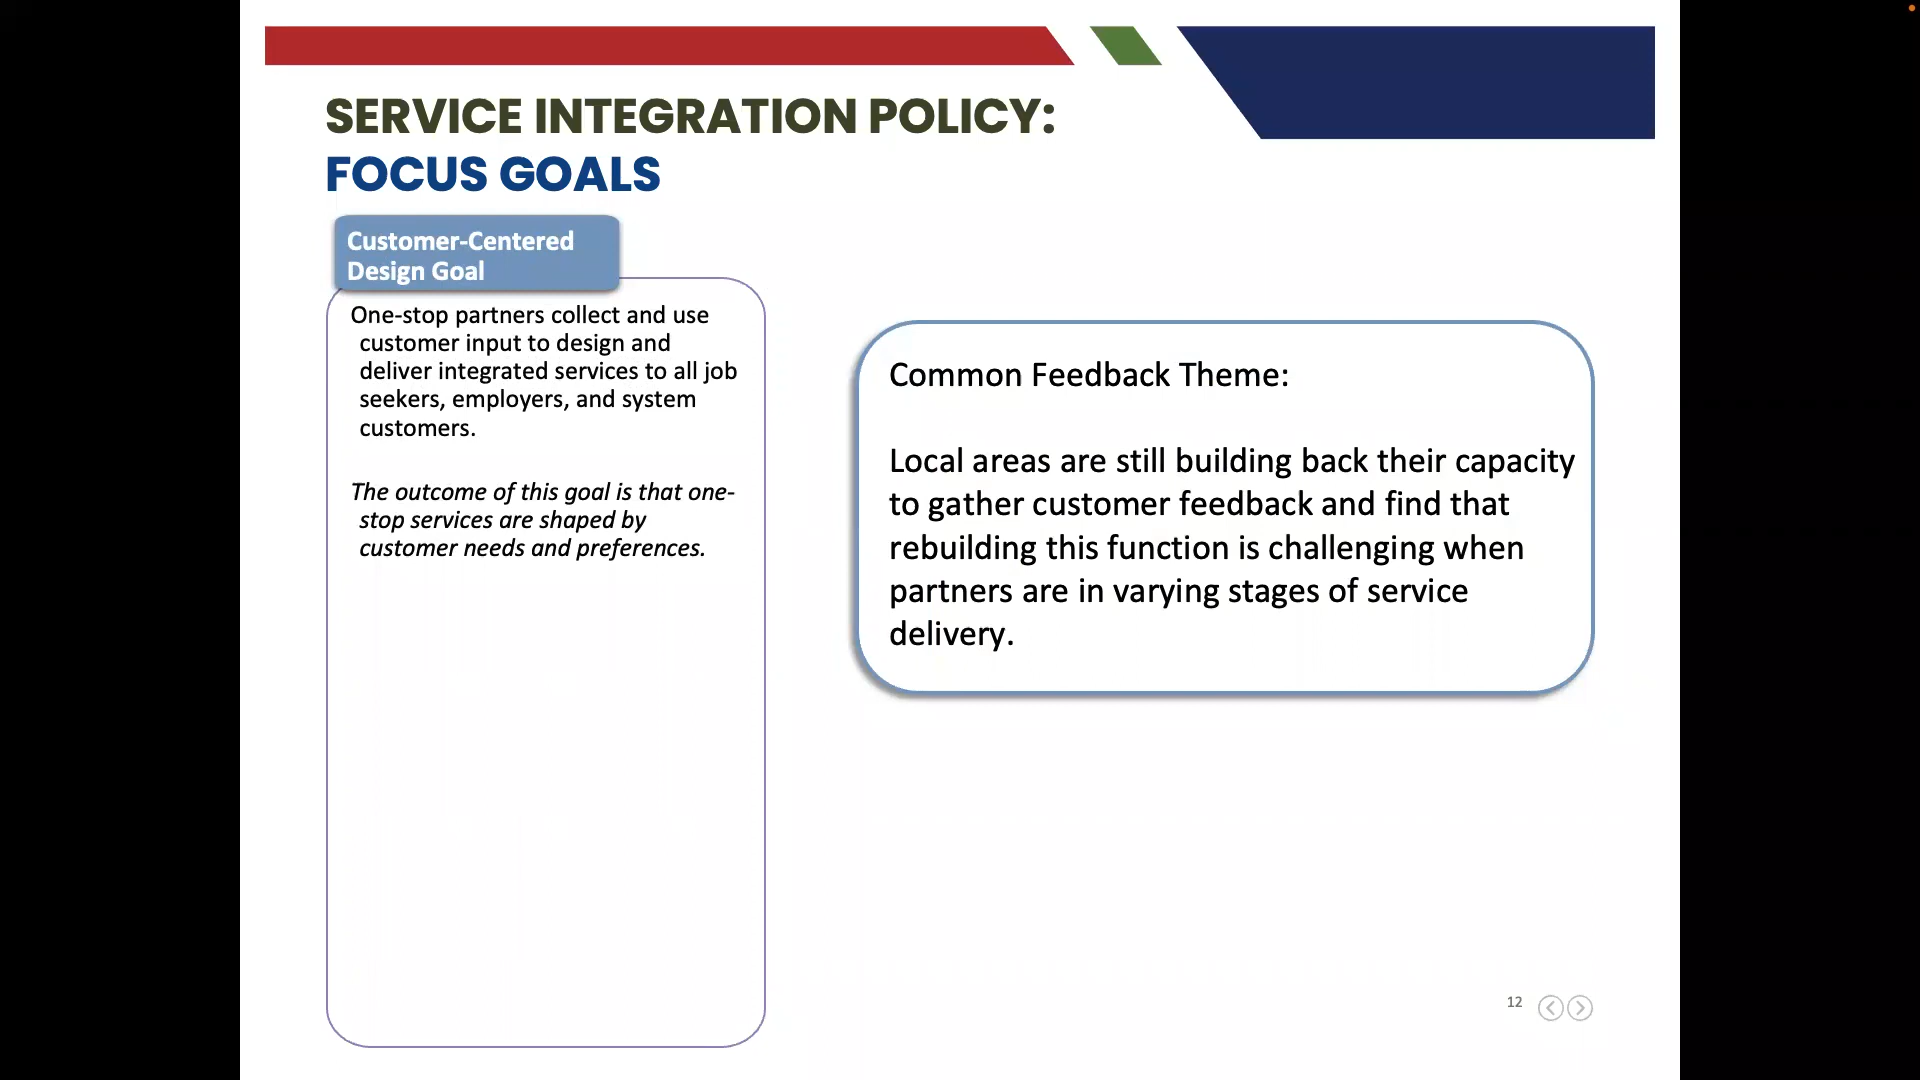 SERVICE INTEGRATION POLICY:
FOCUS GOALS
Customer-Centered
Design Goal
One-stop partners collect and use
customer input to design and
deliver integrated services to all job
seekers, employers, and system
customers.
The outcome of this goal is that one-
stop services are shaped by
customer needs and preferences.
Common Feedback Theme:
Local areas are still building back their capacity
to gather customer feedback and find that
rebuilding this function is challenging when
partners are in varying stages of service
delivery.
12